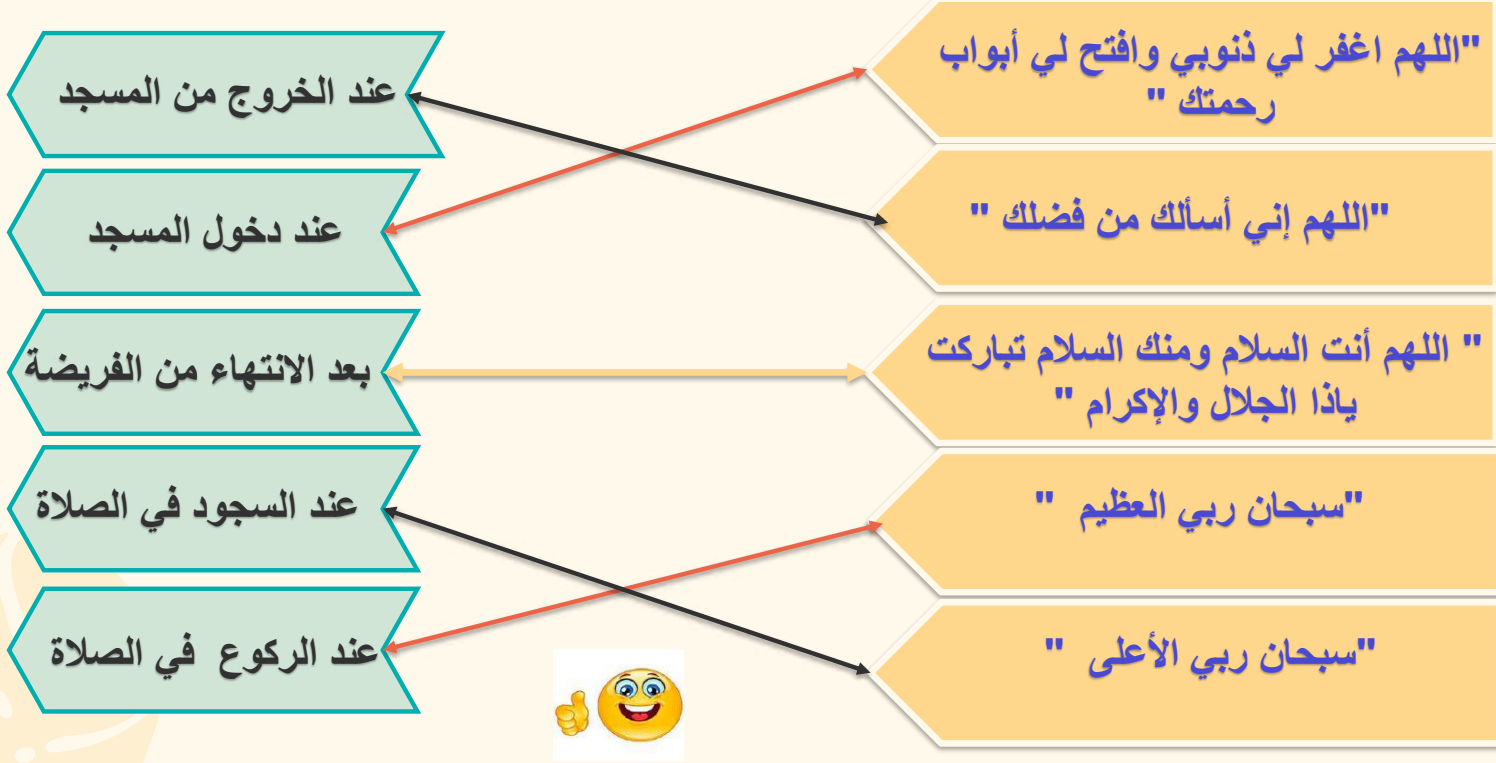 "اللهم اغفر لي ذنوبي وافتح لي أبواب
رحمتك "
عند الخروج من المسجد
"اللهم إني أسألك من فضلك "
عند دخول المسجد
" اللهم أنت السلام ومنك السلام تباركت
ياذا الجلال والإكرام "
بعد الانتهاء من الفريضة
"سبحان ربي العظيم "
عند السجود في الصلاة
"سبحان ربي الأعلى "
عند الركوع في الصلاة